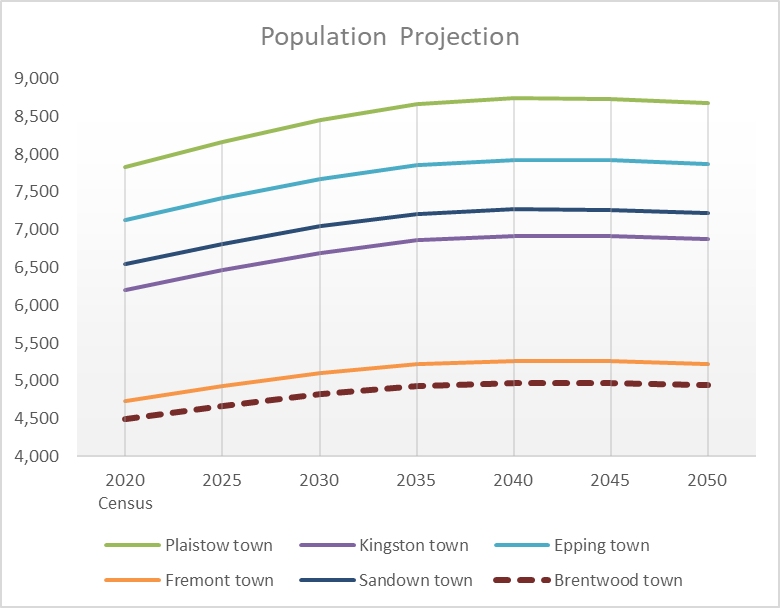 Population Projection
9,000
8,500
8,000
7,500
7,000
6,500
6,000
5,500
5,000
4,500
4,000
2020 2025 2030 2035 2040 2045 2050
Census
Plaistow town Kingston town Epping town
Fremont town Sandown town Brentwood town